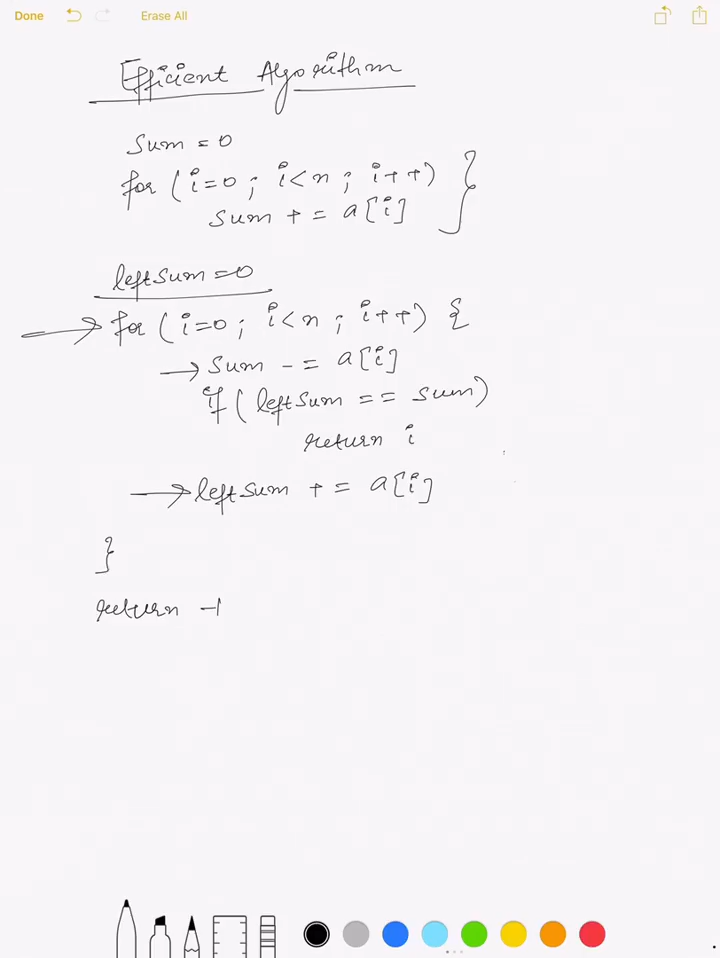 Done
Erase All
Efficient Algorithm
Sum = 0
for (i=0; i<n; i++) }
Sum += a[i]
leftSum = 0
→ for (i=0; i<n; i++) {
→ Sum -= a[i]
if (leftSum == sum)
return i
→ leftSum += a[i]
}
return -1